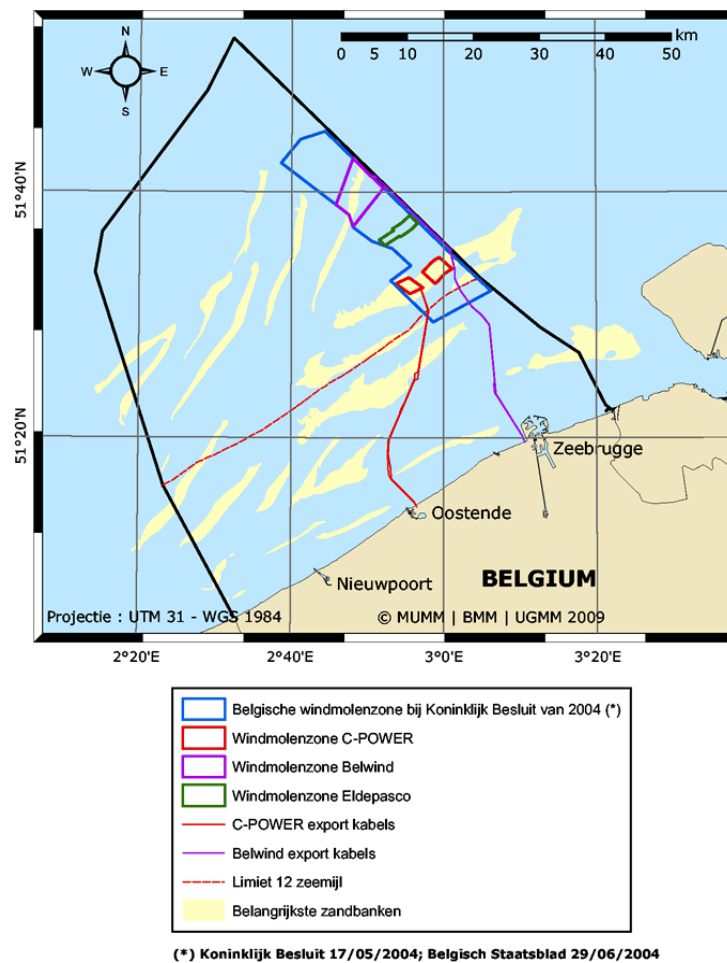 N
W E
S
0 5 10 20 30 40 50
km
51°40'N
51°20'N
Zeebrugge
Oostende
Nieuwpoort
BELGIUM
Projectie : UTM 31 - WGS 1984 © MUMM | BMM | UGMM 2009
2°20'E 2°40'E 3°0'E 3°20'E
Belgische windmolenzone bij Koninklijk Besluit van 2004 (*)
Windmolenzone C-POWER
Windmolenzone Belwind
Windmolenzone Eldepasco
C-POWER export kabels
Belwind export kabels
Limiet 12 zeemijl
Belangrijkste zandbanken
(*) Koninklijk Besluit 17/05/2004; Belgisch Staatsblad 29/06/2004